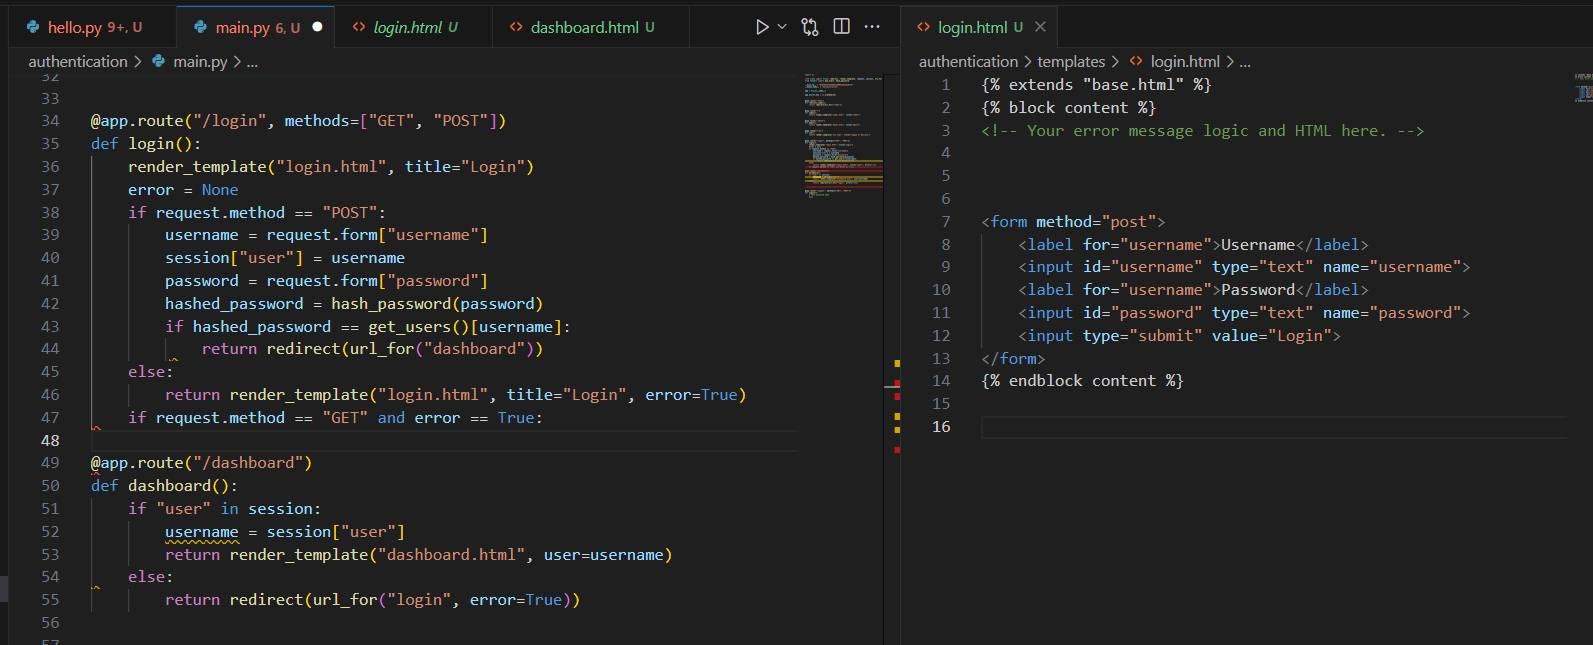 hello.py 9+, U
main.py 6, U
login.html U
dashboard.html U
authentication > main.py > ...
32
33
34 @app.route("/login", methods=["GET", "POST"])
35 def login():
36     render_template("login.html", title="Login")
37     error = None
38     if request.method == "POST":
39         username = request.form["username"]
40         session["user"] = username
41         password = request.form["password"]
42         hashed_password = hash_password(password)
43         if hashed_password == get_users()[username]:
44             return redirect(url_for("dashboard"))
45     else:
46         return render_template("login.html", title="Login", error=True)
47     if request.method == "GET" and error == True:
48
49 @app.route("/dashboard")
50 def dashboard():
51     if "user" in session:
52         username = session["user"]
53         return render_template("dashboard.html", user=username)
54     else:
55         return redirect(url_for("login", error=True))
56
57
login.html U
authentication > templates > login.html > ...
1 {% extends "base.html" %}
2 {% block content %}
3 <!-- Your error message logic and HTML here. -->
4
5
6
7 <form method="post">
8     <label for="username">Username</label>
9     <input id="username" type="text" name="username">
10     <label for="username">Password</label>
11     <input id="password" type="text" name="password">
12     <input type="submit" value="Login">
13 </form>
14 {% endblock content %}
15
16